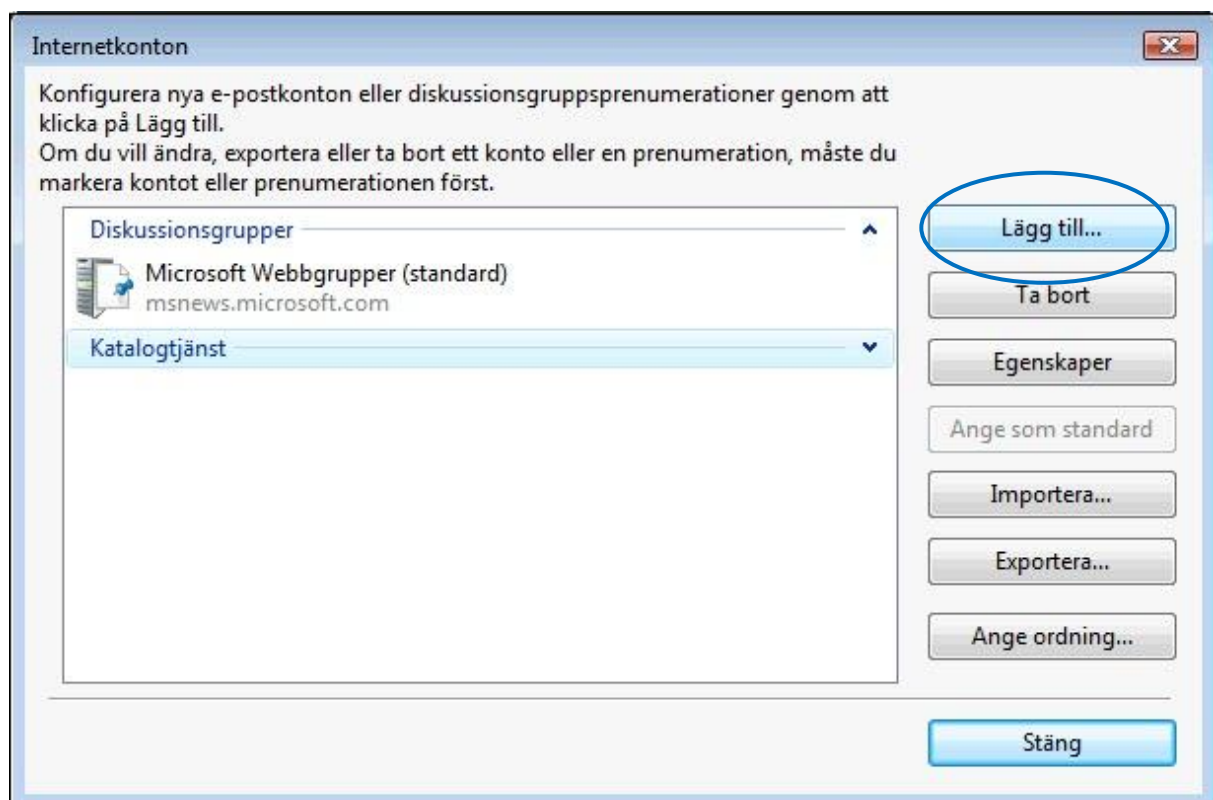 Internetkonton
Konfigurera nya e-postkonton eller diskussionsgruppsprenumerationer genom att
klicka på Lägg till.
Om du vill ändra, exportera eller ta bort ett konto eller en prenumeration, måste du
markera kontot eller prenumerationen först.
Diskussionsgrupper
Microsoft Webbgrupper (standard)
msnews.microsoft.com
Katalogtjänst
Lägg till...
Ta bort
Egenskaper
Ange som standard
Importera...
Exportera...
Ange ordning...
Stäng